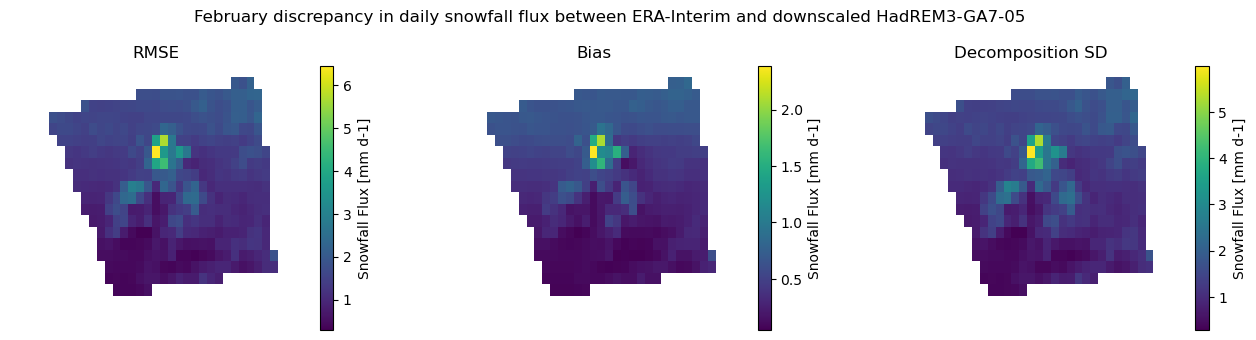 February discrepancy in daily snowfall flux between ERA-Interim and downscaled HadREM3-GA7-05
RMSE
6
5
4
3
2
1
Snowfall Flux [mm d-1]
Bias
2.0
1.5
1.0
0.5
Snowfall Flux [mm d-1]
Decomposition SD
5
4
3
2
1
Snowfall Flux [mm d-1]